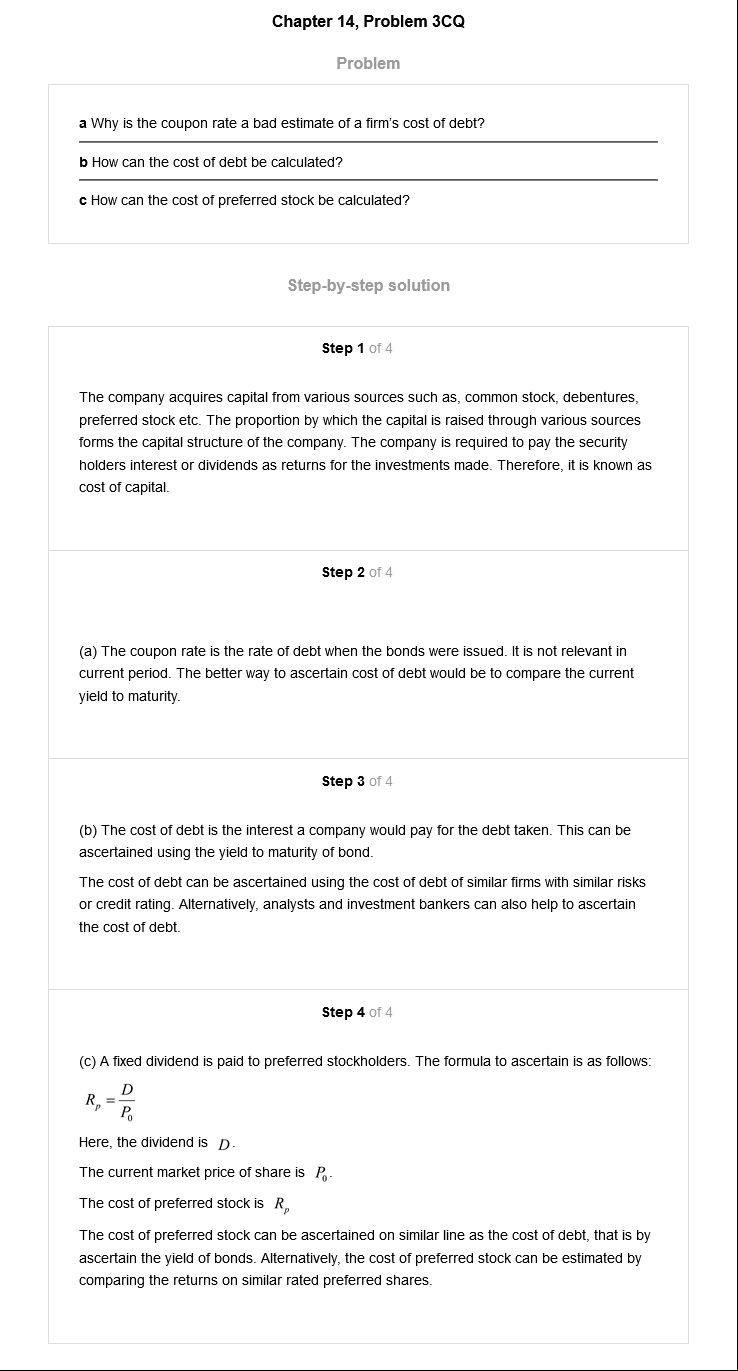 Chapter 14, Problem 3CQ
Problem
a Why is the coupon rate a bad estimate of a firm's cost of debt?
b How can the cost of debt be calculated?
c How can the cost of preferred stock be calculated?
Step-by-step solution
Step 1 of 4
The company acquires capital from various sources such as, common stock, debentures,
preferred stock etc. The proportion by which the capital is raised through various sources
forms the capital structure of the company. The company is required to pay the security
holders interest or dividends as returns for the investments made. Therefore, it is known as
cost of capital.
Step 2 of 4
(a) The coupon rate is the rate of debt when the bonds were issued. It is not relevant in
current period. The better way to ascertain cost of debt would be to compare the current
yield to maturity.
Step 3 of 4
(b) The cost of debt is the interest a company would pay for the debt taken. This can be
ascertained using the yield to maturity of bond.
The cost of debt can be ascertained using the cost of debt of similar firms with similar risks
or credit rating. Alternatively, analysts and investment bankers can also help to ascertain
the cost of debt.
Step 4 of 4
(c) A fixed dividend is paid to preferred stockholders. The formula to ascertain is as follows:
R_p = D/P_0
Here, the dividend is D.
The current market price of share is P_0.
The cost of preferred stock is R_p
The cost of preferred stock can be ascertained on similar line as the cost of debt, that is by
ascertain the yield of bonds. Alternatively, the cost of preferred stock can be estimated by
comparing the returns on similar rated preferred shares.